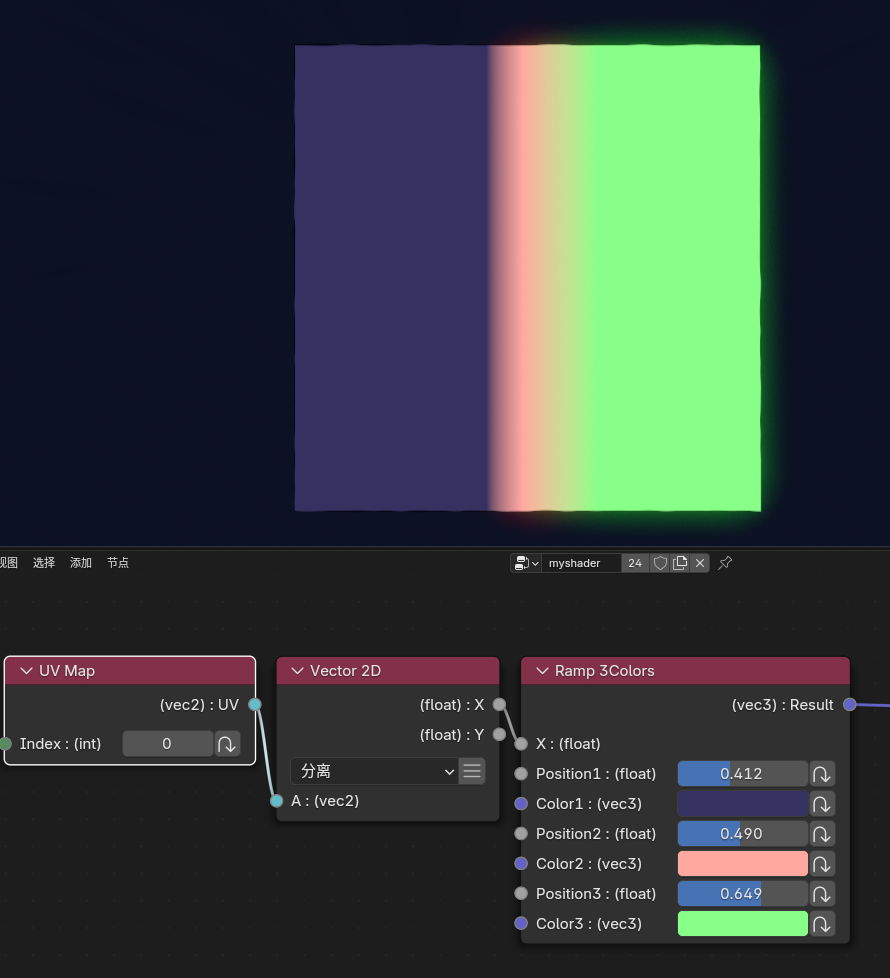 视图 选择 添加 节点 myshader 24
UV Map
(vec2) : UV
Index : (int) 0
Vector 2D
(float) : X
(float) : Y
分离
A : (vec2)
Ramp 3Colors
(vec3) : Result
X : (float)
Position1 : (float) 0.412
Color1 : (vec3)
Position2 : (float) 0.490
Color2 : (vec3)
Position3 : (float) 0.649
Color3 : (vec3)